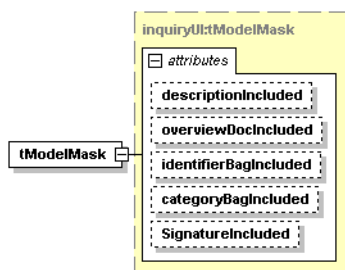 inquiryUI:tModelMask
attributes
descriptionIncluded
overviewDocIncluded
tModelMask
identifierBagIncluded
categoryBagIncluded
SignatureIncluded